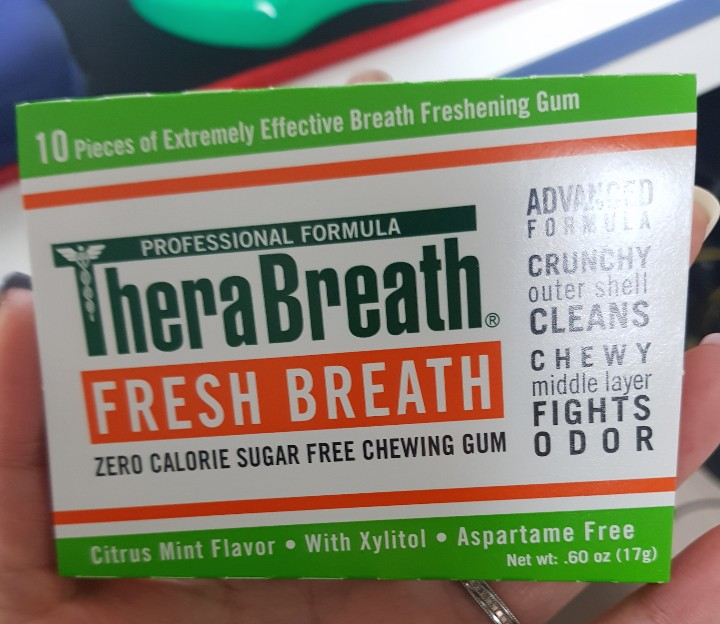 10 Pieces of Extremely Effective Breath Freshening Gum
PROFESSIONAL FORMULA
TheraBreath®
FRESH BREATH
ZERO CALORIE SUGAR FREE CHEWING GUM
ADVANCED
FORMULA
CRUNCHY
outer shell
CLEANS
CHEWY
middle layer
FIGHTS
ODOR
Citrus Mint Flavor • With Xylitol • Aspartame Free
Net wt: .60 oz (17g)